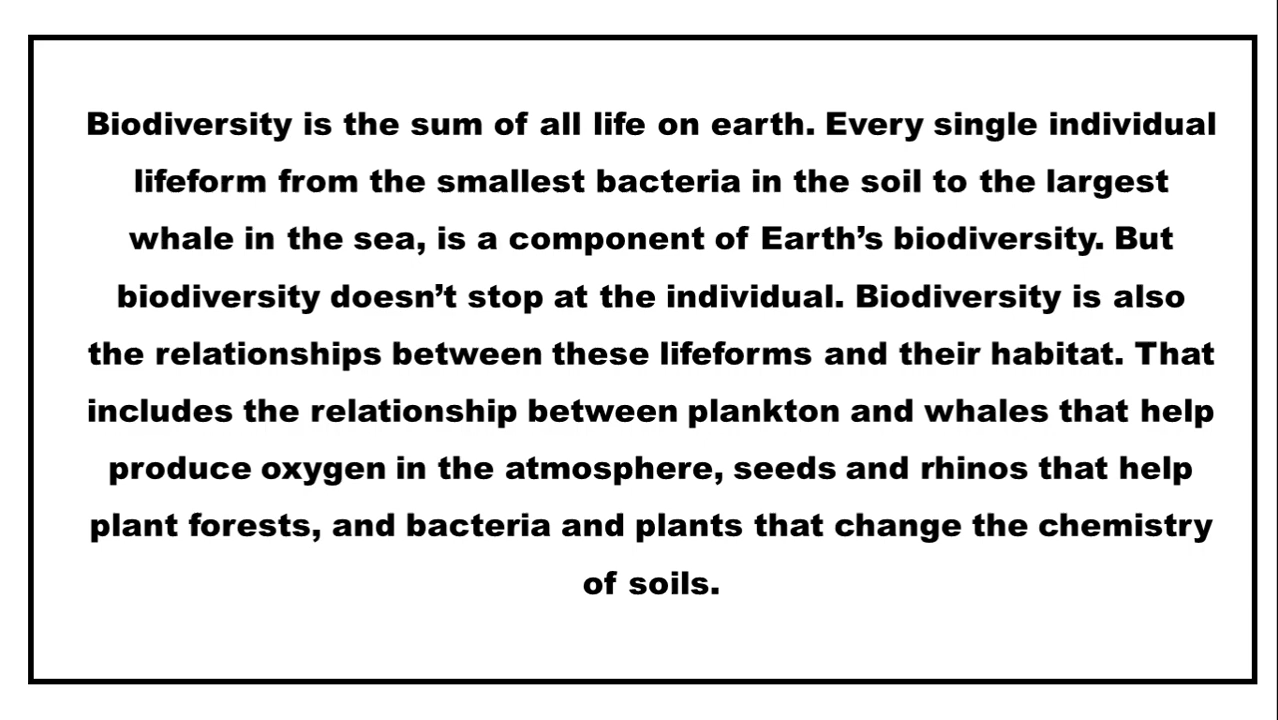 Biodiversity is the sum of all life on earth. Every single individual
lifeform from the smallest bacteria in the soil to the largest
whale in the sea, is a component of Earth’s biodiversity. But
biodiversity doesn’t stop at the individual. Biodiversity is also
the relationships between these lifeforms and their habitat. That
includes the relationship between plankton and whales that help
produce oxygen in the atmosphere, seeds and rhinos that help
plant forests, and bacteria and plants that change the chemistry
of soils.